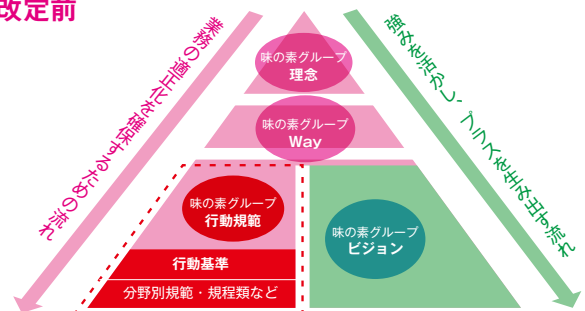 改定前
業務の適正化を確保するための流れ
強みを活かし、プラスを生み出す流れ
味の素グループ
理念
味の素グループ
Way
味の素グループ
行動規範
行動基準
分野別規範・規程類など
味の素グループ
ビジョン